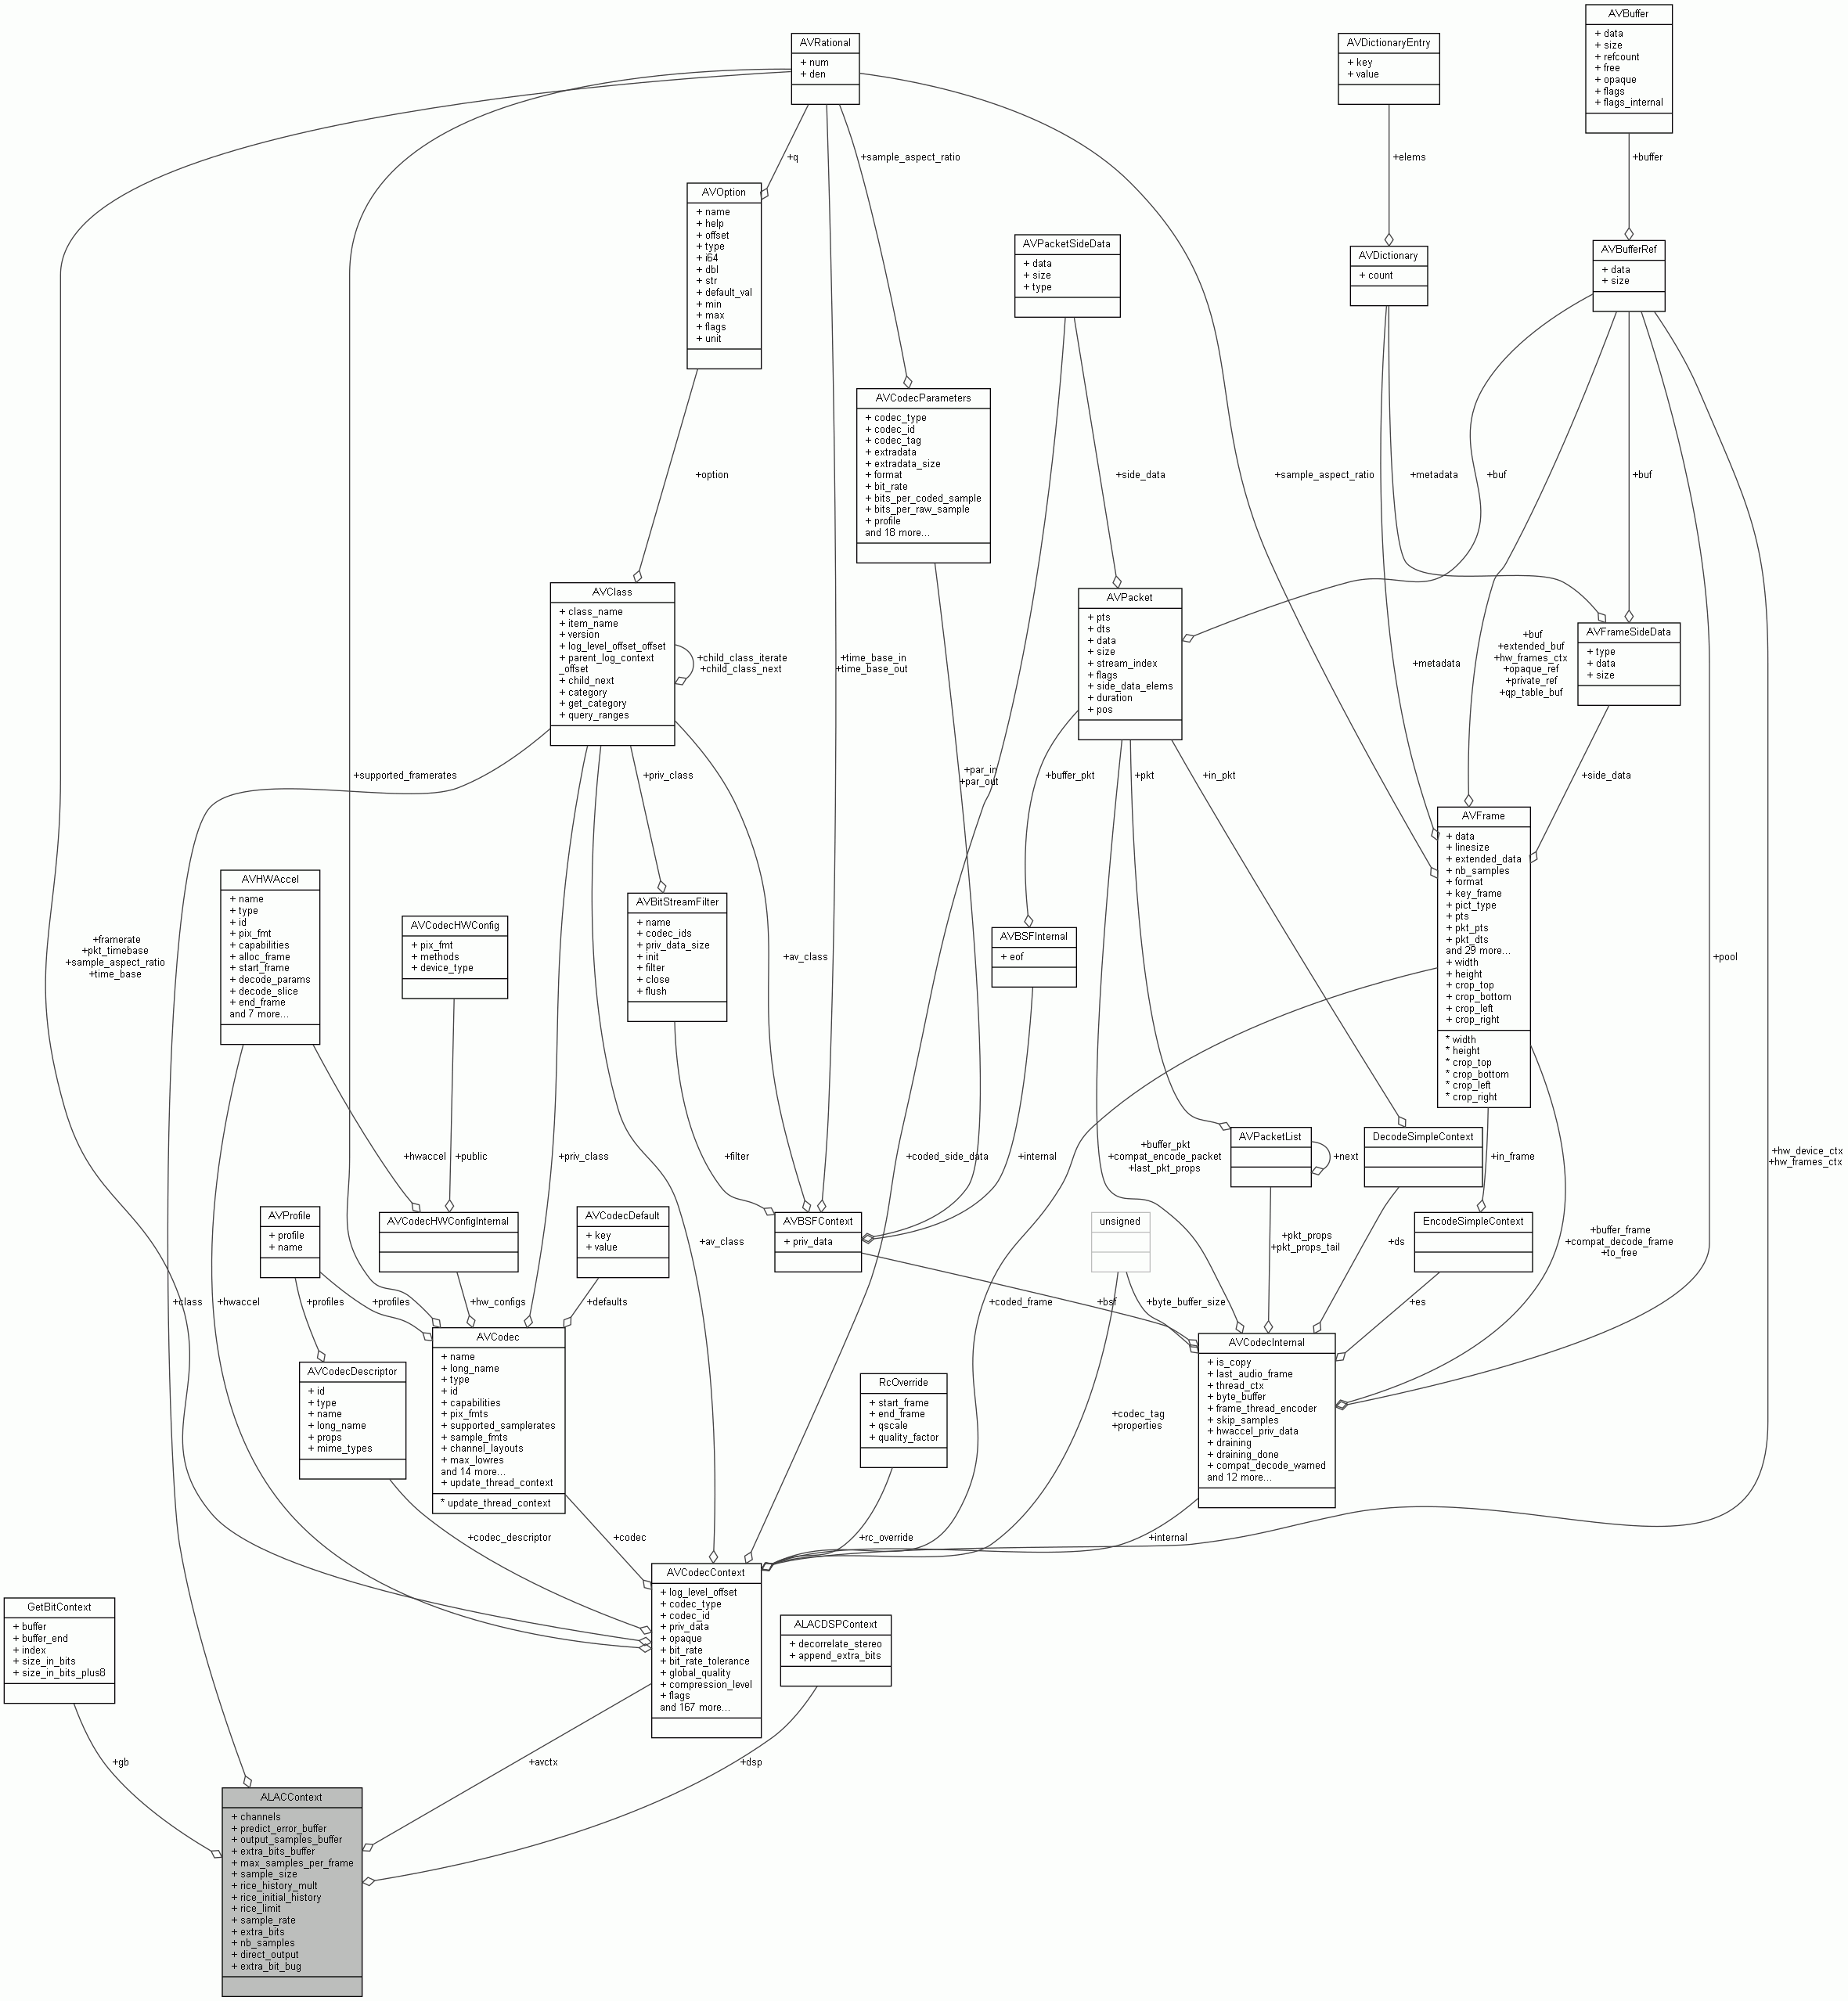 AVBuffer
+ data
+ size
+ refcount
+ free
+ opaque
+ flags
+ flags_internal
AVRational
+ num
+ den
AVDictionaryEntry
+ key
+ value
+q
+sample_aspect_ratio
+elems
+buffer
AVOption
+ name
+ help
+ offset
+ type
+ i64
+ dbl
+ str
+ default_val
+ min
+ max
+ flags
+ unit
AVPacketSideData
+ data
+ size
+ type
AVDictionary
+ count
AVBufferRef
+ data
+ size
AVCodecParameters
+ codec_type
+ codec_id
+ codec_tag
+ extradata
+ extradata_size
+ format
+ bit_rate
+ bits_per_coded_sample
+ bits_per_raw_sample
+ profile
and 18 more...
+option
+side_data
+sample_aspect_ratio
+metadata
+buf
+buf
AVClass
+ class_name
+ item_name
+ version
+ log_level_offset_offset
+ parent_log_context
_offset
+ child_next
+ category
+ get_category
+ query_ranges
+child_class_iterate
+child_class_next
+time_base_in
+time_base_out
AVPacket
+ pts
+ dts
+ data
+ size
+ stream_index
+ flags
+ side_data_elems
+ duration
+ pos
+metadata
+buf
+extended_buf
+hw_frames_ctx
+opaque_ref
+private_ref
+qp_table_buf
AVFrameSideData
+ type
+ data
+ size
+supported_framerates
+priv_class
+par_in
+par_out
+buffer_pkt
+pkt
+in_pkt
+side_data
AVFrame
+ data
+ linesize
+ extended_data
+ nb_samples
+ format
+ key_frame
+ pict_type
+ pts
+ pkt_pts
+ pkt_dts
and 29 more...
+ width
+ height
+ crop_top
+ crop_bottom
+ crop_left
+ crop_right
* width
* height
* crop_top
* crop_bottom
* crop_left
* crop_right
AVHWAccel
+ name
+ type
+ id
+ pix_fmt
+ capabilities
+ alloc_frame
+ start_frame
+ decode_params
+ decode_slice
+ end_frame
and 7 more...
AVCodecHWConfig
+ pix_fmt
+ methods
+ device_type
AVBitStreamFilter
+ name
+ codec_ids
+ priv_data_size
+ init
+ filter
+ close
+ flush
AVBSFInternal
+ eof
+framerate
+pkt_timebase
+sample_aspect_ratio
+time_base
+av_class
+pool
AVPacketList
+next
DecodeSimpleContext
+hwaccel
+public
+priv_class
+filter
+coded_side_data
+internal
+buffer_pkt
+compat_encode_packet
+last_pkt_props
+in_frame
+hw_device_ctx
+hw_frames_ctx
AVProfile
+ profile
+ name
AVCodecHWConfigInternal
AVCodecDefault
+ key
+ value
AVBSFContext
+ priv_data
unsigned
EncodeSimpleContext
+av_class
+pkt_props
+pkt_props_tail
+ds
+buffer_frame
+compat_decode_frame
+to_free
+class
+hwaccel
+profiles
+profiles
+hw_configs
+defaults
+coded_frame
+bsf
+byte_buffer_size
+es
AVCodecDescriptor
+ id
+ type
+ name
+ long_name
+ props
+ mime_types
AVCodec
+ name
+ long_name
+ type
+ id
+ capabilities
+ pix_fmts
+ supported_samplerates
+ sample_fmts
+ channel_layouts
+ max_lowres
and 14 more...
+ update_thread_context
* update_thread_context
RcOverride
+ start_frame
+ end_frame
+ qscale
+ quality_factor
+codec_tag
+properties
AVCodecInternal
+ is_copy
+ last_audio_frame
+ thread_ctx
+ byte_buffer
+ frame_thread_encoder
+ skip_samples
+ hwaccel_priv_data
+ draining
+ draining_done
+ compat_decode_warned
and 12 more...
+codec_descriptor
+codec
+rc_override
+internal
GetBitContext
+ buffer
+ buffer_end
+ index
+ size_in_bits
+ size_in_bits_plus8
AVCodecContext
+ log_level_offset
+ codec_type
+ codec_id
+ priv_data
+ opaque
+ bit_rate
+ bit_rate_tolerance
+ global_quality
+ compression_level
+ flags
and 167 more...
ALACDSPContext
+ decorrelate_stereo
+ append_extra_bits
+gb
+avctx
+dsp
ALACContext
+ channels
+ predict_error_buffer
+ output_samples_buffer
+ extra_bits_buffer
+ max_samples_per_frame
+ sample_size
+ rice_history_mult
+ rice_initial_history
+ rice_limit
+ sample_rate
+ extra_bits
+ nb_samples
+ direct_output
+ extra_bit_bug